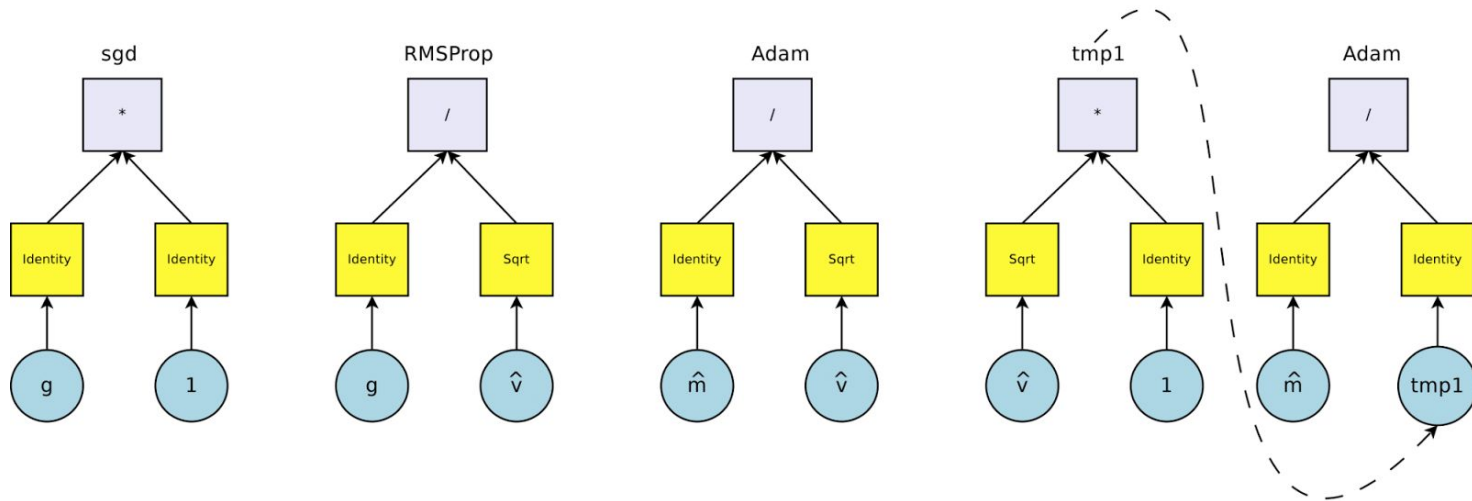 sgd RMSProp Adam tmp1 Adam
* / / * /
Identity Identity Identity Sqrt Identity Sqrt Sqrt Identity Identity Identity
g 1 g v̂ m̂ v̂ v̂ 1 m̂ tmp1